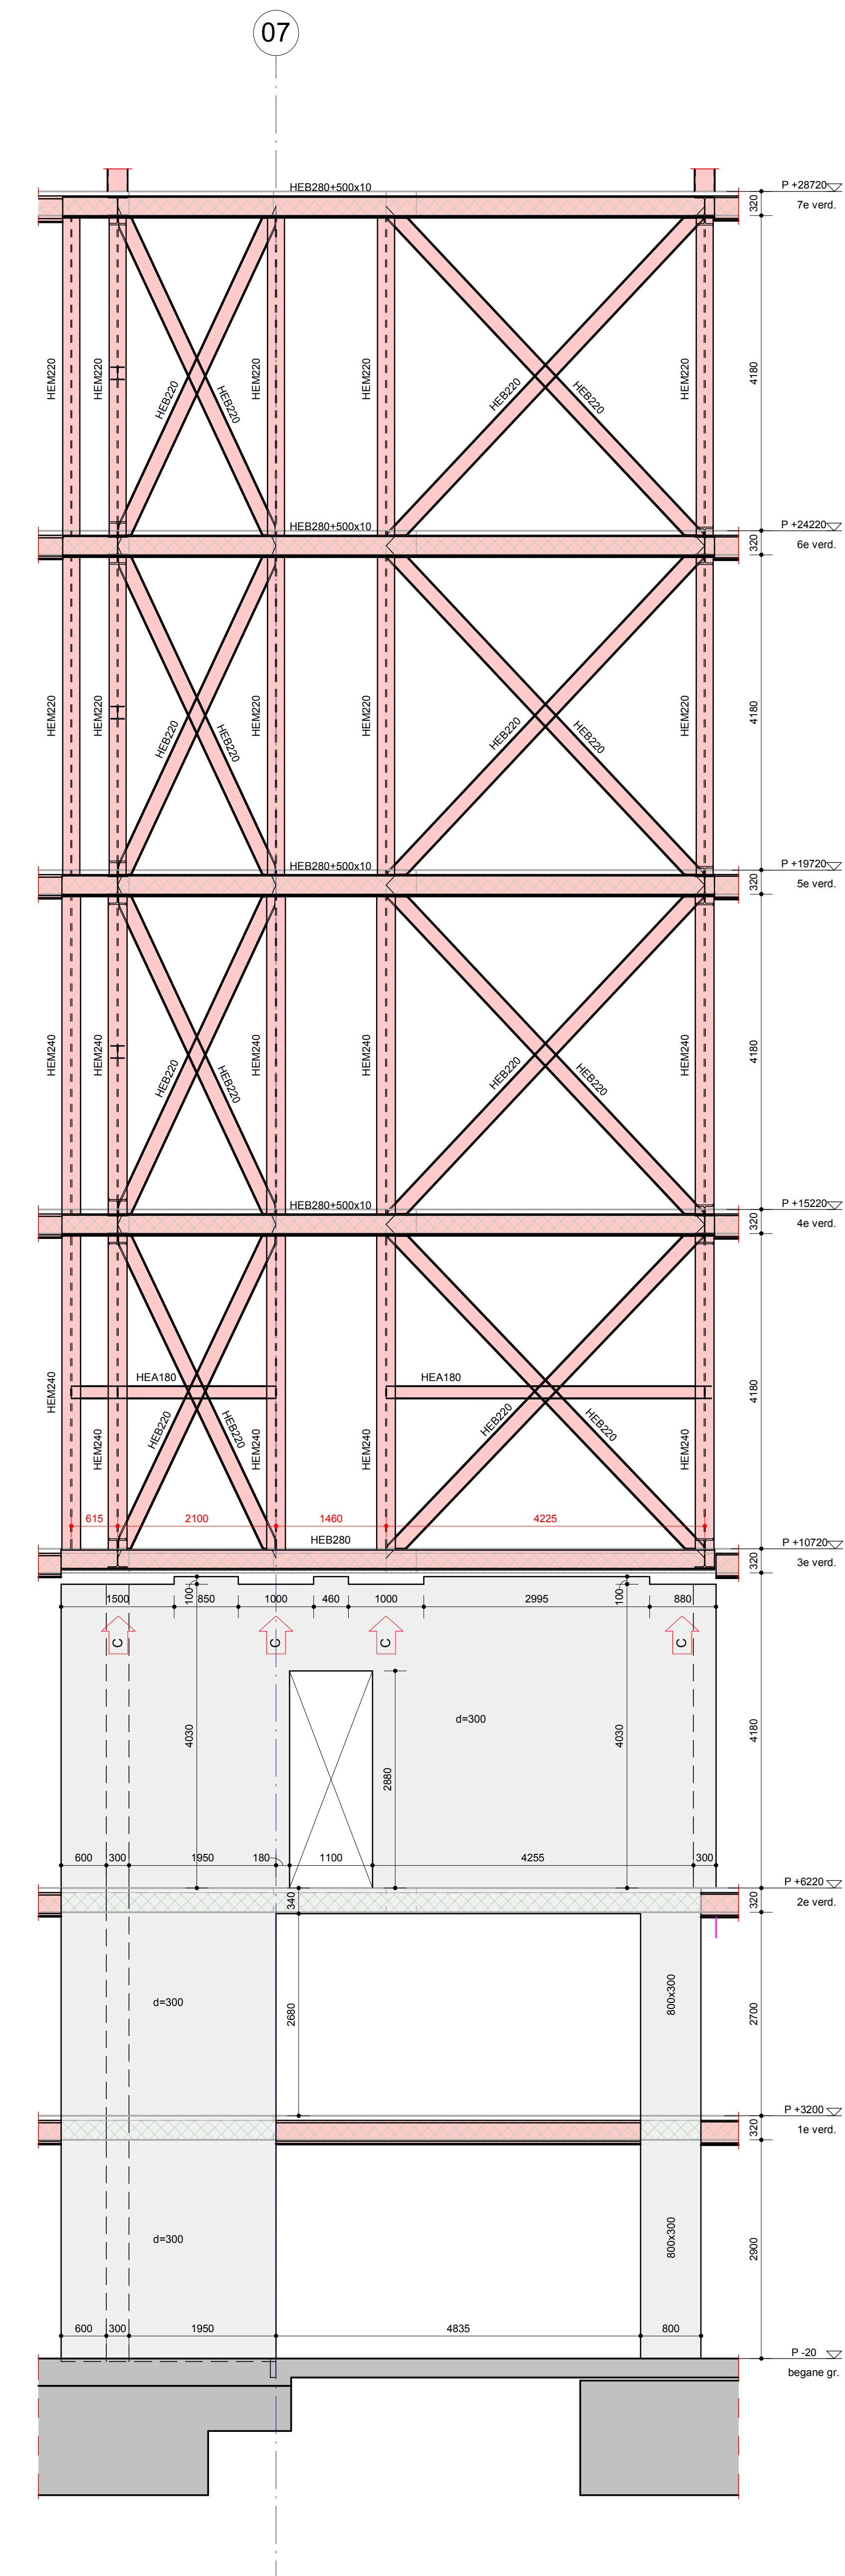 07
HEB280+500x10
P +28720
320
7e verd.
HEM220
HEM220
HEB220
HEB220
HEM220
HEM220
HEB220
HEB220
HEM220
4180
HEB280+500x10
P +24220
320
6e verd.
HEM220
HEM220
HEB220
HEB220
HEM220
HEM220
HEB220
HEB220
HEM220
4180
HEB280+500x10
P +19720
320
5e verd.
HEM240
HEM240
HEB220
HEB220
HEM240
HEM240
HEB220
HEB220
HEM240
4180
HEB280+500x10
P +15220
320
4e verd.
HEA180
HEA180
HEM240
HEM240
HEB220
HEB220
HEM240
HEM240
HEB220
HEB220
HEM240
4180
615 2100 1460 4225
HEB280
P +10720
320
3e verd.
100
100
1500 850 1000 460 1000 2995 880
C C C C
d=300
4030
2880
4030
4180
600 300 1950 180 1100 4255 300
P +6220
340
320
2e verd.
d=300
2680
800x300
2700
P +3200
320
1e verd.
d=300
800x300
2900
600 300 1950 4835 800
P -20
begane gr.